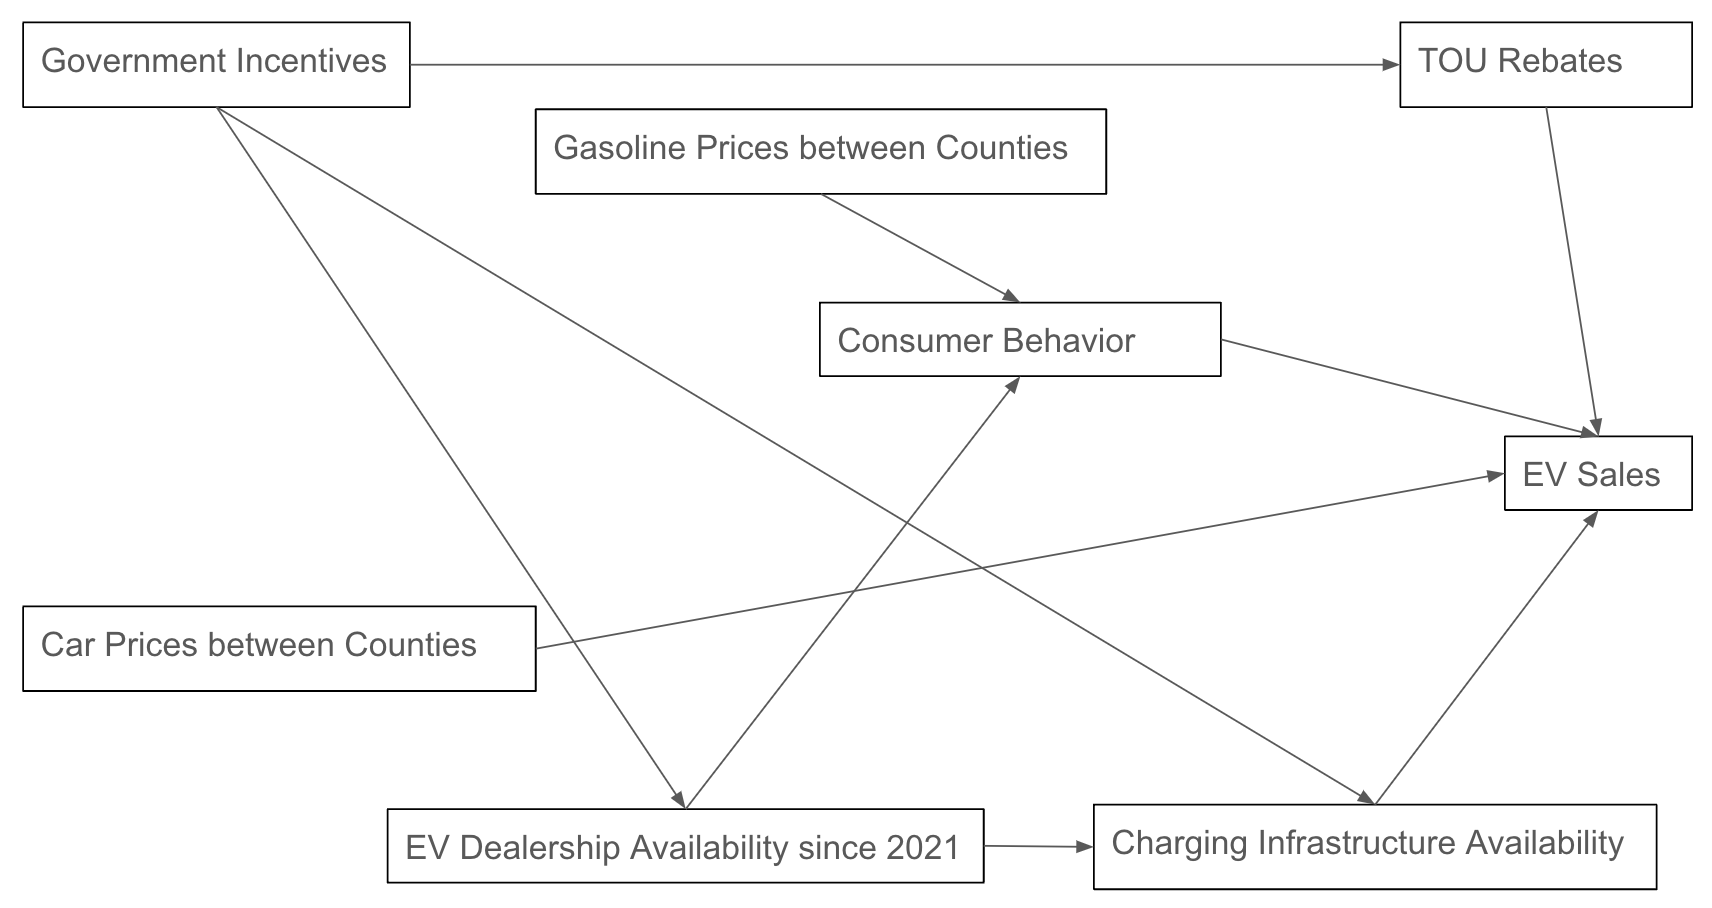 Government Incentives
TOU Rebates
Gasoline Prices between Counties
Consumer Behavior
EV Sales
Car Prices between Counties
EV Dealership Availability since 2021
Charging Infrastructure Availability